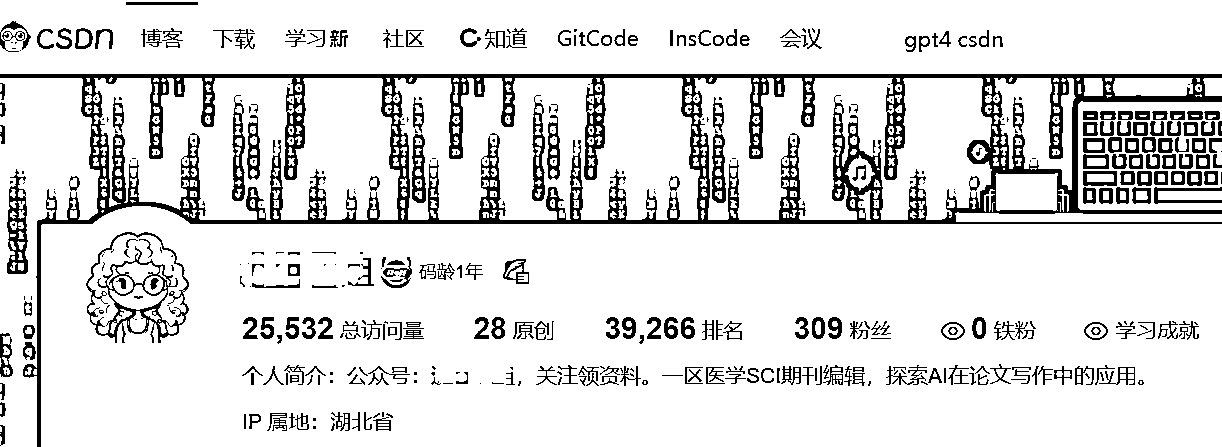 CSDN 博客 下载 学习新 社区 C知道 GitCode InsCode 会议 gpt4 csdn
码龄1年
25,532 总访问量 28 原创 39,266 排名 309 粉丝 0 铁粉 学习成就
个人简介：公众号：，关注领资料。一区医学SCI期刊编辑，探索AI在论文写作中的应用。
IP 属地：湖北省